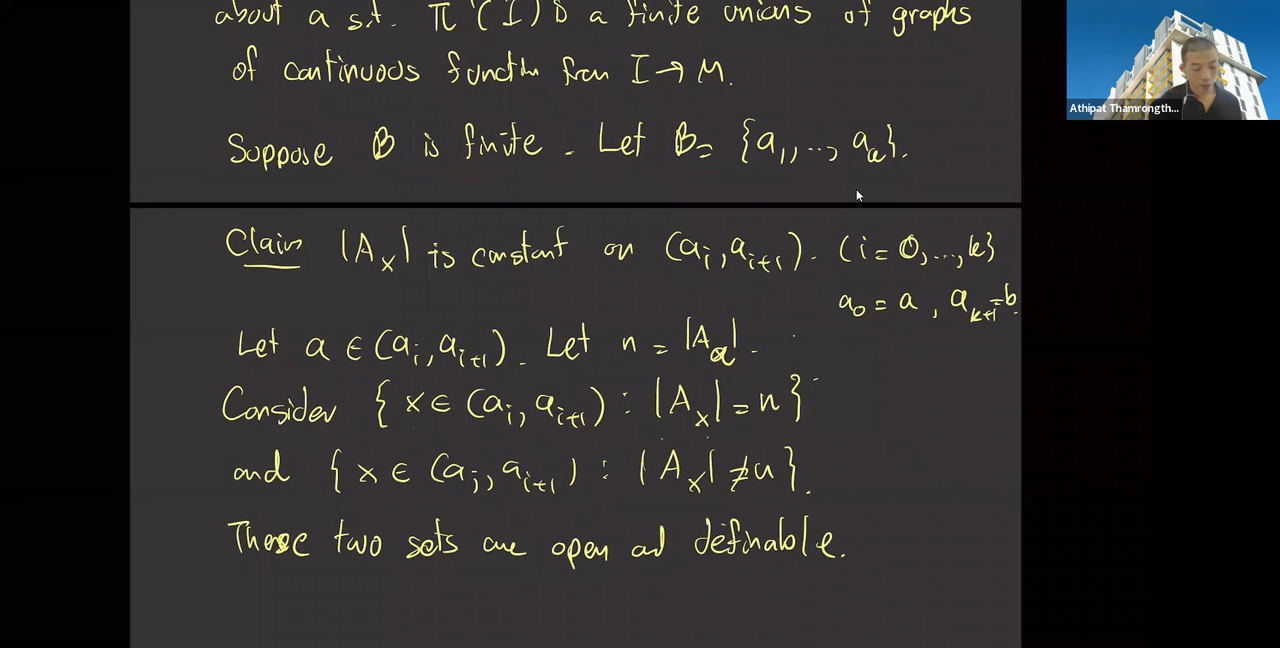 about a s.t. π⁻¹(I) is a finite unions of graphs
of continuous function from I → M.
Suppose B is finite. Let B = {a₁, ..., aₖ}.
Claim |Aₓ| is constant on (aᵢ, aᵢ₊₁). (i = 0, ..., k)
a₀ = a, aₖ₊₁ = b.
Let a ∈ (aᵢ, aᵢ₊₁). Let n = |Aₐ|.
Consider {x ∈ (aᵢ, aᵢ₊₁) : |Aₓ| = n}
and {x ∈ (aᵢ, aᵢ₊₁) : |Aₓ| ≠ n}.
These two sets are open ad definable.
Athipat Thamrongth...